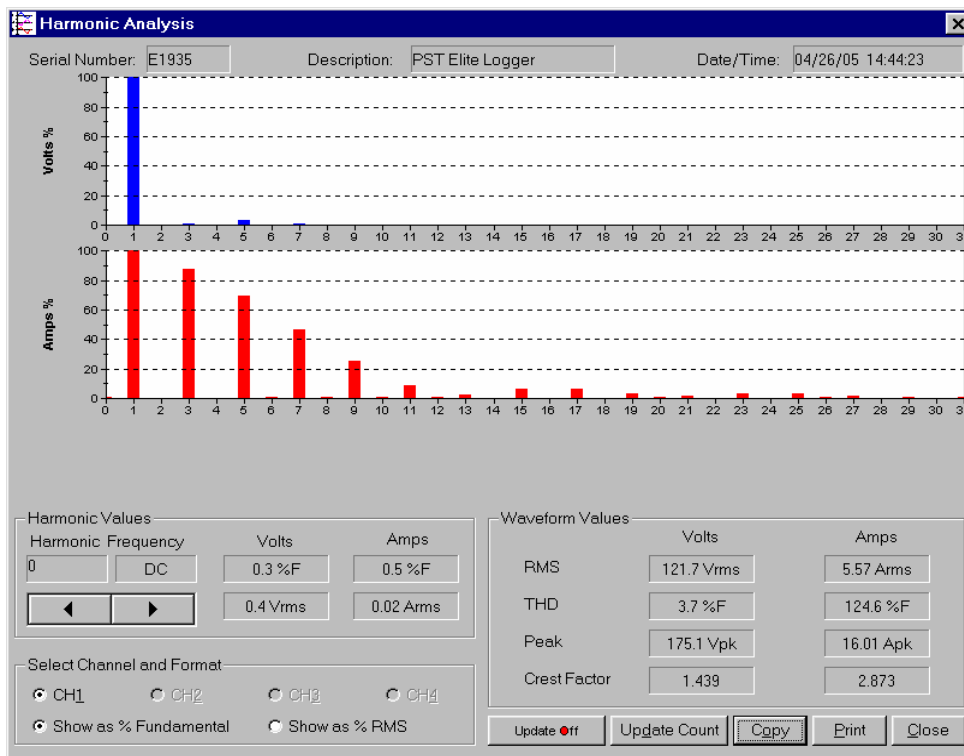 Harmonic Analysis
Serial Number: E1935 Description: PST Elite Logger Date/Time: 04/26/05 14:44:23
Volts %
100
80
60
40
20
0
0 1 2 3 4 5 6 7 8 9 10 11 12 13 14 15 16 17 18 19 20 21 22 23 24 25 26 27 28 29 30 3
Amps %
100
80
60
40
20
0
0 1 2 3 4 5 6 7 8 9 10 11 12 13 14 15 16 17 18 19 20 21 22 23 24 25 26 27 28 29 30 3
Harmonic Values
Harmonic Frequency Volts Amps
0 DC 0.3 %F 0.5 %F
0.4 Vrms 0.02 Arms
Select Channel and Format
CH1 CH2 CH3 CH4
Show as % Fundamental Show as % RMS
Waveform Values
Volts Amps
RMS 121.7 Vrms 5.57 Arms
THD 3.7 %F 124.6 %F
Peak 175.1 Vpk 16.01 Apk
Crest Factor 1.439 2.873
Update Off Update Count Copy Print Close